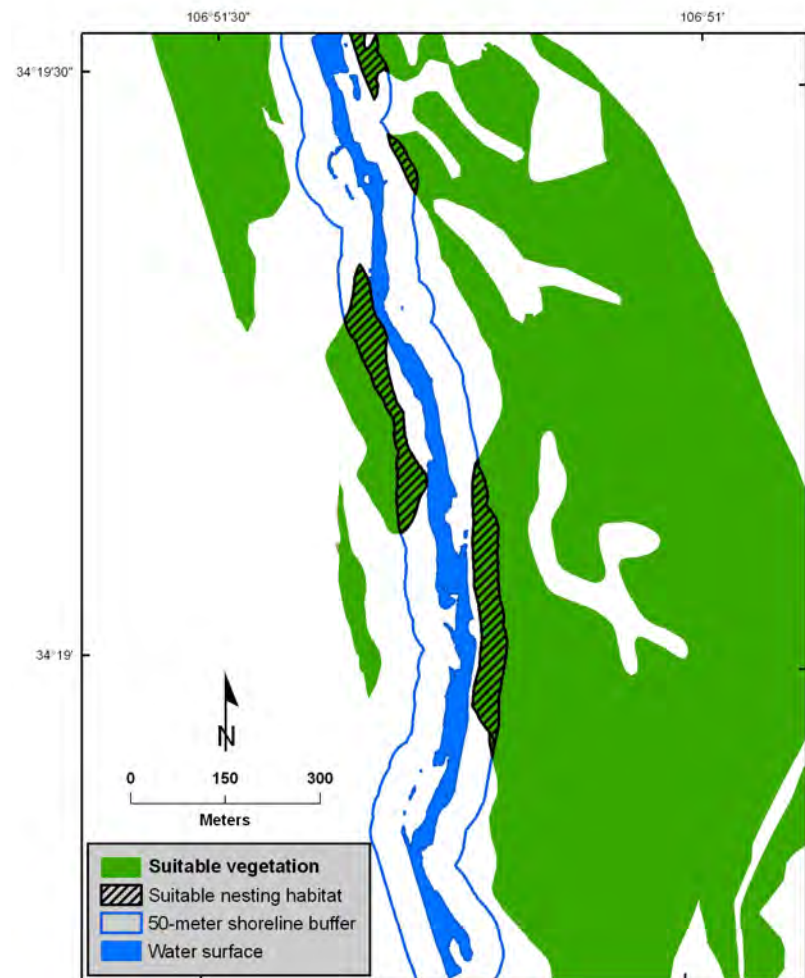 106°51'30" 106°51'
34°19'30"
34°19'
N
0 150 300
Meters
Suitable vegetation
Suitable nesting habitat
50-meter shoreline buffer
Water surface